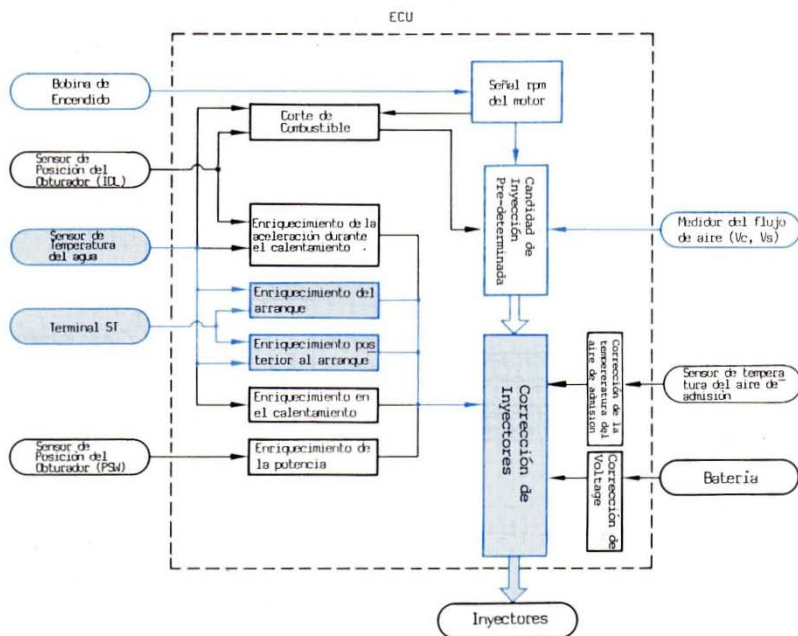 ECU
Bobina de
Encendido
Señal rpm
del motor
Corte de
Combustible
Sensor de
Posición del
Obturador (IDL)
Candidad de
Inyección
Pre-determinada
Sensor de
Temperatura
del agua
Enriquecimiento de la
aceleración durante
el calentamiento .
Medidor del flujo
de aire (Vc, Vs)
Enriquecimiento del
arranque
Terminal ST
Enriquecimiento pos
terior al arranque
Corrección de
Inyectores
Corrección de la
tempereratura del
aire de admision
Sensor de tempera
tura del aire de
admisión
Enriquecimiento en
el calentamiento
Sensor de
Posición del
Obturador (PSW)
Enriquecimiento de
la potencia
Corrección de
Voltage
Batería
Inyectores